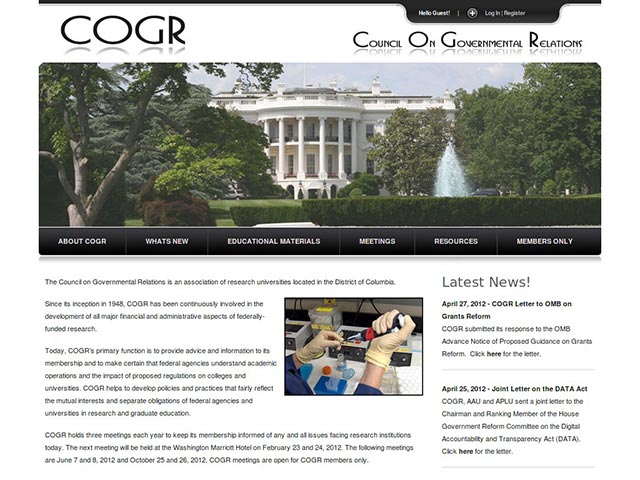 Hello Guest! | Log In | Register
COGR
Council On Governmental Relations
ABOUT COGR
WHATS NEW
EDUCATIONAL MATERIALS
MEETINGS
RESOURCES
MEMBERS ONLY
The Council on Governmental Relations is an association of research universities located in the District of Columbia.
Since its inception in 1948, COGR has been continuously involved in the
development of all major financial and administrative aspects of federally-
funded research.
Today, COGR's primary function is to provide advice and information to its
membership and to make certain that federal agencies understand academic
operations and the impact of proposed regulations on colleges and
universities. COGR helps to develop policies and practices that fairly reflect
the mutual interests and separate obligations of federal agencies and
universities in research and graduate education.
COGR holds three meetings each year to keep its membership informed of any and all issues facing research institutions
today. The next meeting will be held at the Washington Marriott Hotel on February 23 and 24, 2012. The following meetings
are June 7 and 8, 2012 and October 25 and 26, 2012. COGR meetings are open for COGR members only.
Latest News!
April 27, 2012 - COGR Letter to OMB on
Grants Reform
COGR submitted its response to the OMB
Advance Notice of Proposed Guidance on Grants
Reform. Click here for the letter.
April 25, 2012 - Joint Letter on the DATA Act
COGR, AAU and APLU sent a joint letter to the
Chairman and Ranking Member of the House
Government Reform Committee on the Digital
Accountability and Transparency Act (DATA).
Click here for the letter.